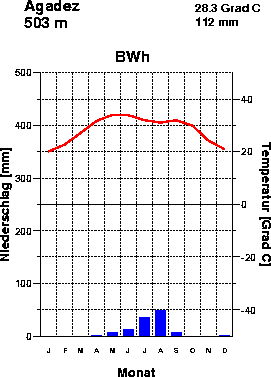 Agadez
503 m
28.3 Grad C
112 mm
BWh
Niederschlag [mm]
500
400
300
200
100
0
40
20
0
-20
-40
Temperatur [Grad C]
J F M A M J J A S O N D
Monat